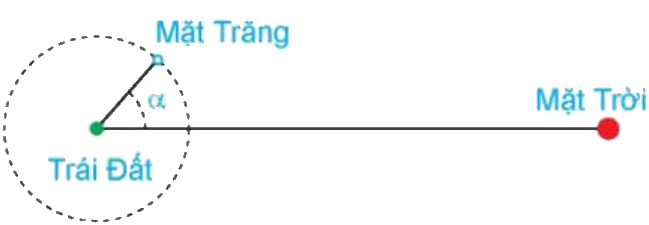 Mặt Trăng
α
Mặt Trời
Trái Đất